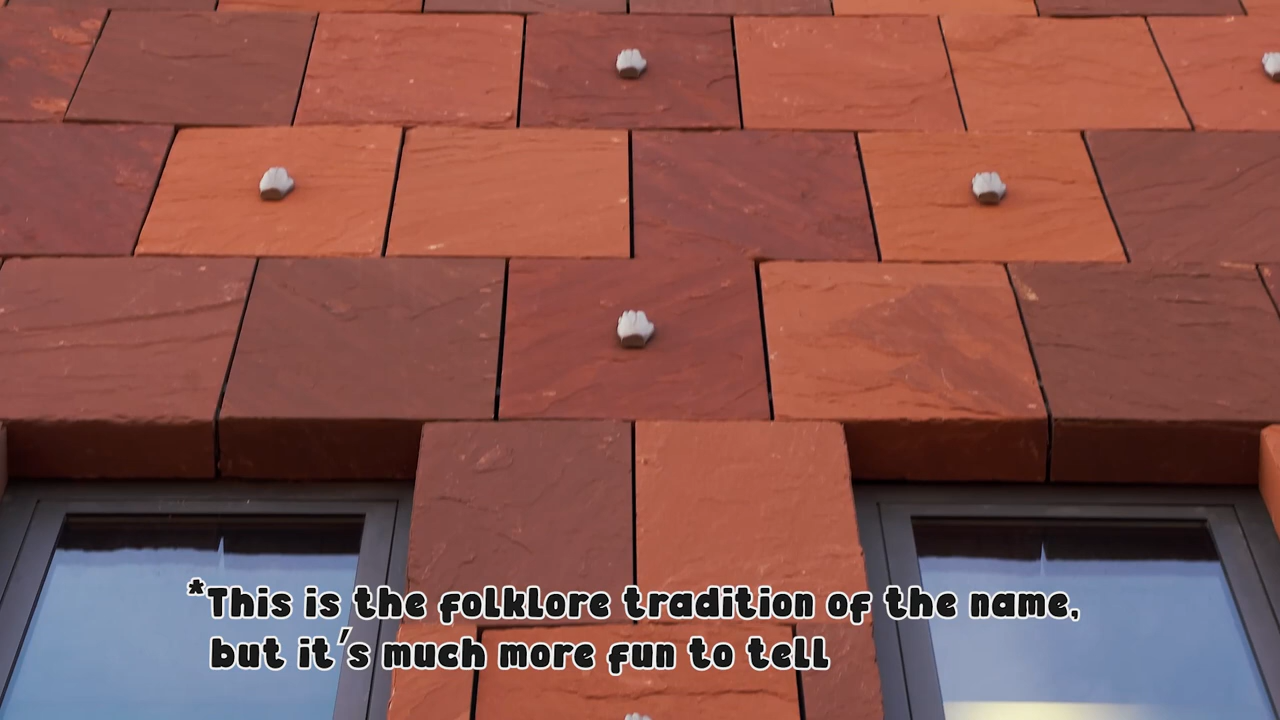 *This is the folklore tradition of the name,
but it's much more fun to tell